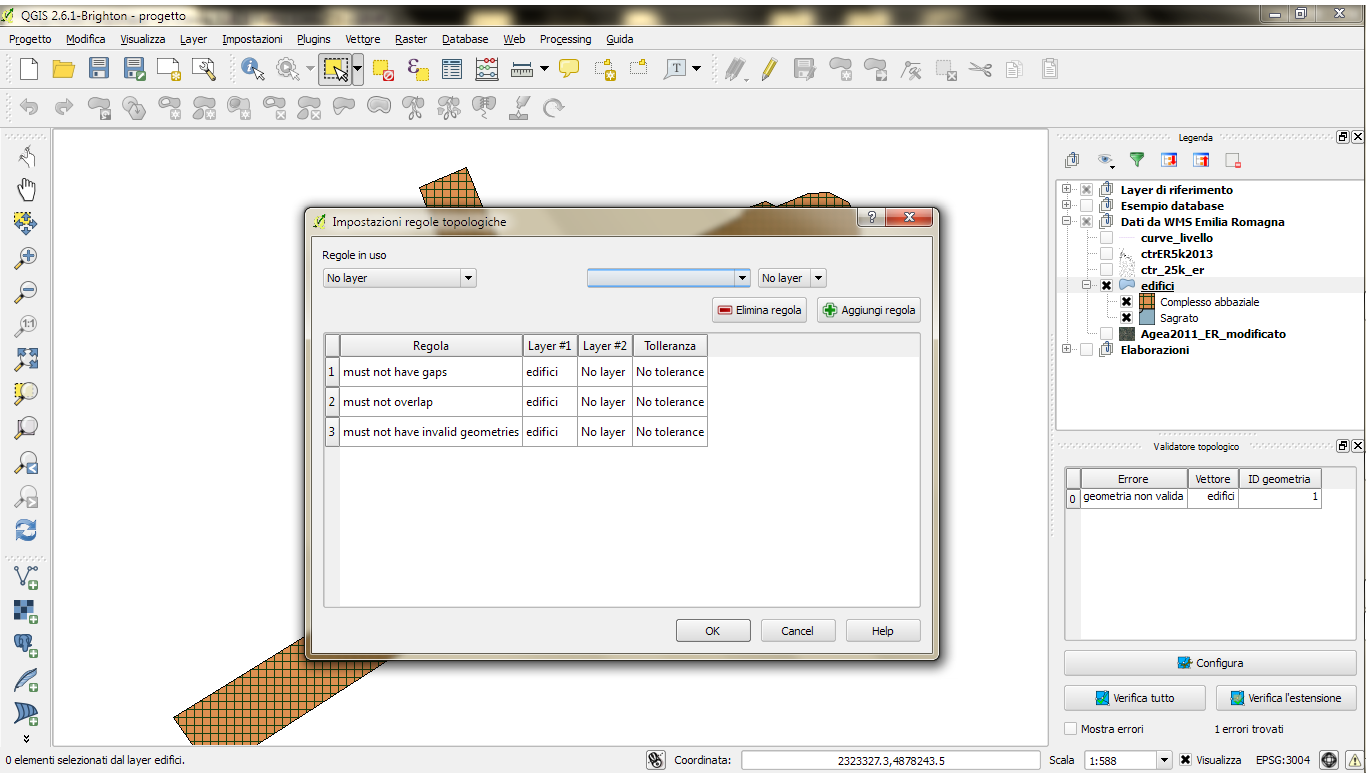 QGIS 2.6.1-Brighton - progetto
Progetto Modifica Visualizza Layer Impostazioni Plugins Vettore Raster Database Web Processing Guida
Legenda
Layer di riferimento
Esempio database
Dati da WMS Emilia Romagna
curve_livello
ctrER5k2013
ctr_25k_er
edifici
Complesso abbaziale
Sagrato
Agea2011_ER_modificato
Elaborazioni
Impostazioni regole topologiche
Regole in uso
No layer No layer
Elimina regola Aggiungi regola
Regola Layer #1 Layer #2 Tolleranza
1 must not have gaps edifici No layer No tolerance
2 must not overlap edifici No layer No tolerance
3 must not have invalid geometries edifici No layer No tolerance
OK Cancel Help
Validatore topologico
Errore Vettore ID geometria
0 geometria non valida edifici 1
Configura
Verifica tutto Verifica l'estensione
Mostra errori 1 errori trovati
0 elementi selezionati dal layer edifici. Coordinata: 2323327.3,4878243.5 Scala 1:588 Visualizza EPSG:3004